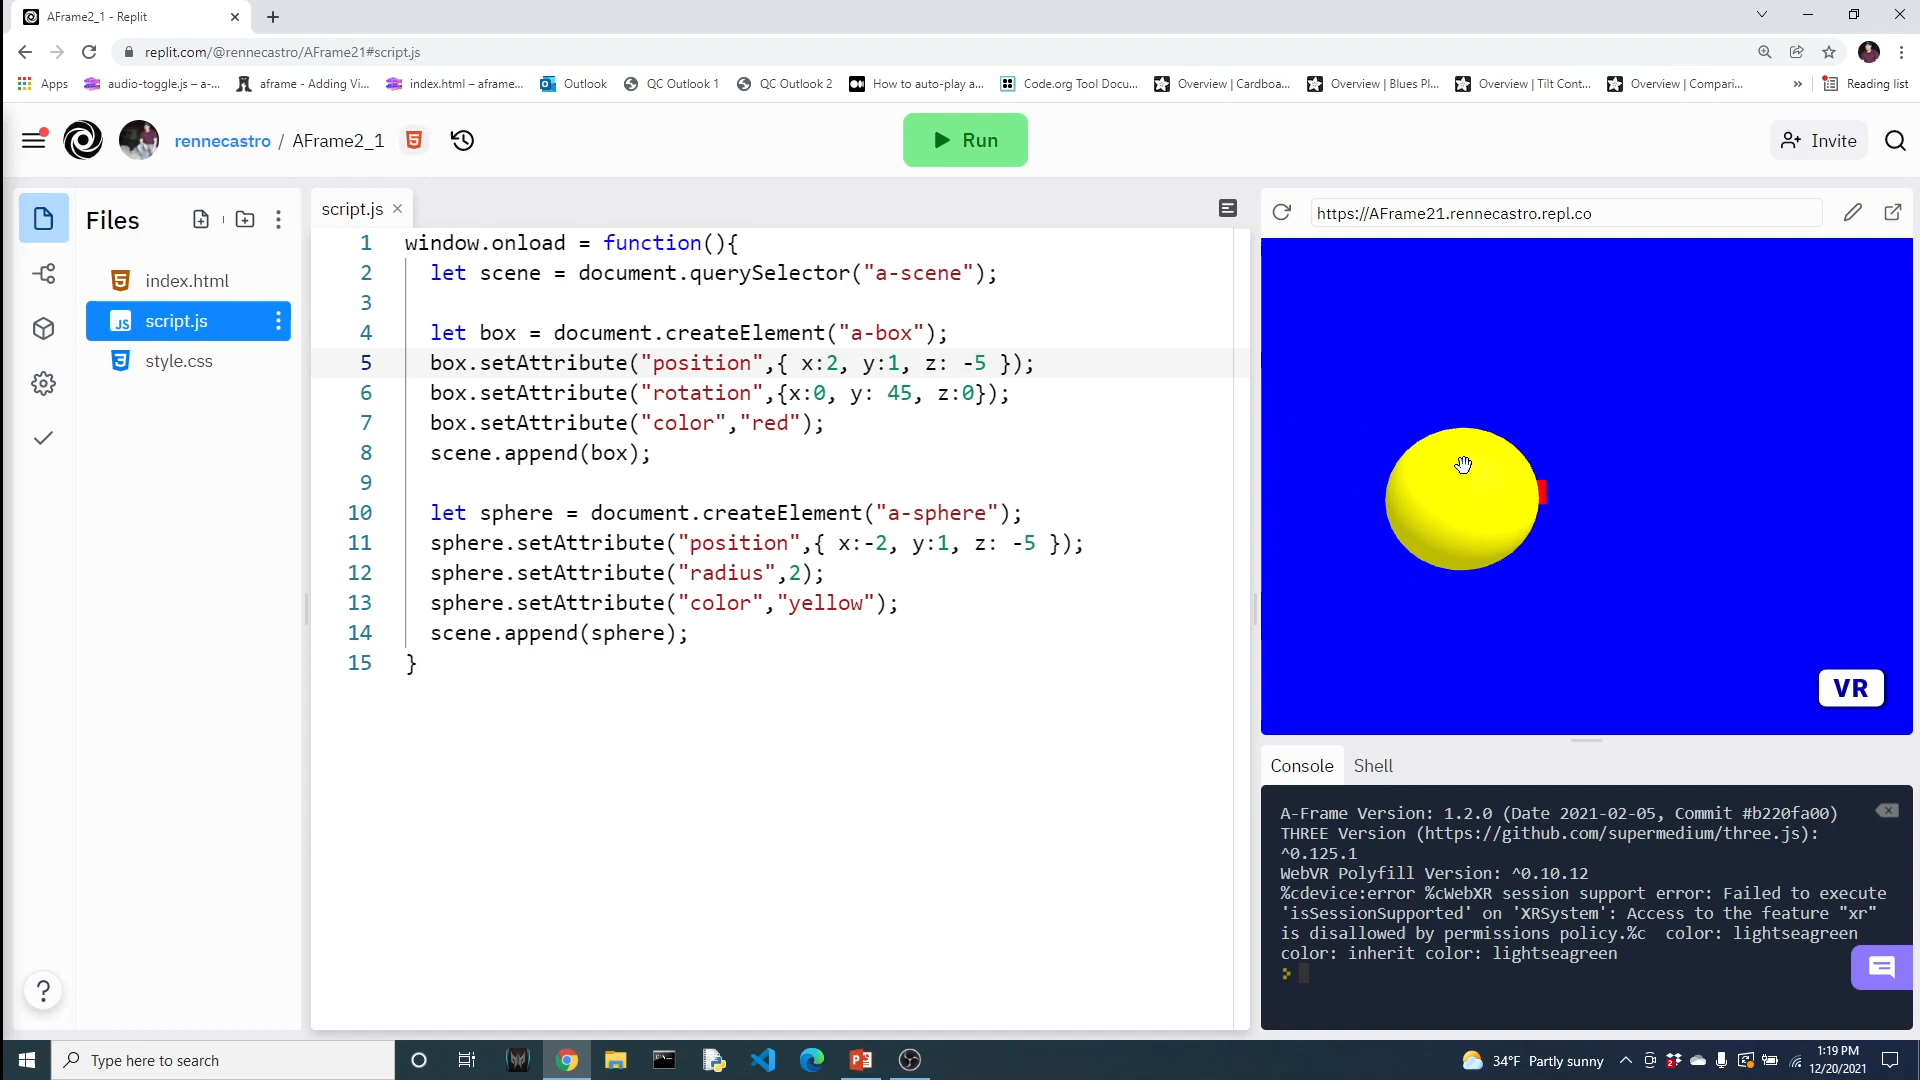 AFrame2_1 - Replit
replit.com/@rennecastro/AFrame21#script.js
Apps
audio-toggle.js – a-...
aframe - Adding Vi...
index.html – aframe...
Outlook
QC Outlook 1
QC Outlook 2
How to auto-play a...
Code.org Tool Docu...
Overview | Cardboa...
Overview | Blues Pl...
Overview | Tilt Cont...
Overview | Compari...
»
Reading list
rennecastro / AFrame2_1
Run
Invite
Files
index.html
JS script.js
style.css
script.js
1 window.onload = function(){
2 let scene = document.querySelector("a-scene");
3
4 let box = document.createElement("a-box");
5 box.setAttribute("position",{ x:2, y:1, z: -5 });
6 box.setAttribute("rotation",{x:0, y: 45, z:0});
7 box.setAttribute("color","red");
8 scene.append(box);
9
10 let sphere = document.createElement("a-sphere");
11 sphere.setAttribute("position",{ x:-2, y:1, z: -5 });
12 sphere.setAttribute("radius",2);
13 sphere.setAttribute("color","yellow");
14 scene.append(sphere);
15 }
https://AFrame21.rennecastro.repl.co
VR
Console Shell
A-Frame Version: 1.2.0 (Date 2021-02-05, Commit #b220fa00)
THREE Version (https://github.com/supermedium/three.js):
^0.125.1
WebVR Polyfill Version: ^0.10.12
%cdevice:error %cWebXR session support error: Failed to execute
'isSessionSupported' on 'XRSystem': Access to the feature "xr"
is disallowed by permissions policy.%c  color: lightseagreen
color: inherit color: lightseagreen
?
Type here to search
34°F Partly sunny
1:19 PM
12/20/2021